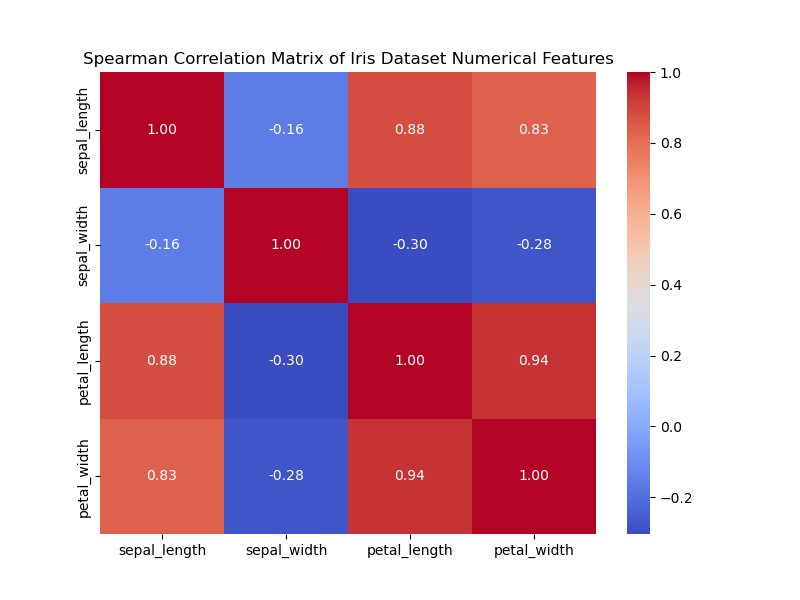 Spearman Correlation Matrix of Iris Dataset Numerical Features
sepal_length
1.00 -0.16 0.88 0.83
sepal_width
-0.16 1.00 -0.30 -0.28
petal_length
0.88 -0.30 1.00 0.94
petal_width
0.83 -0.28 0.94 1.00
sepal_length sepal_width petal_length petal_width
1.0
0.8
0.6
0.4
0.2
0.0
−0.2